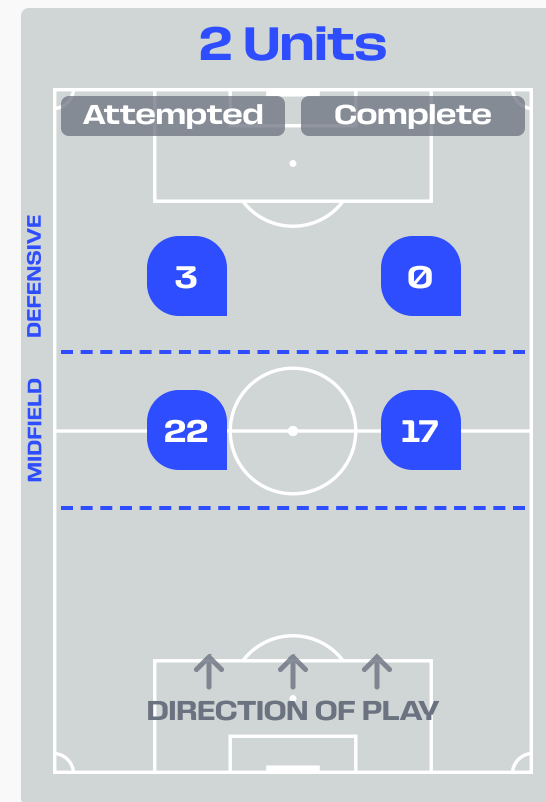 2 Units
Attempted
Complete
DEFENSIVE
3
0
MIDFIELD
22
17
DIRECTION OF PLAY